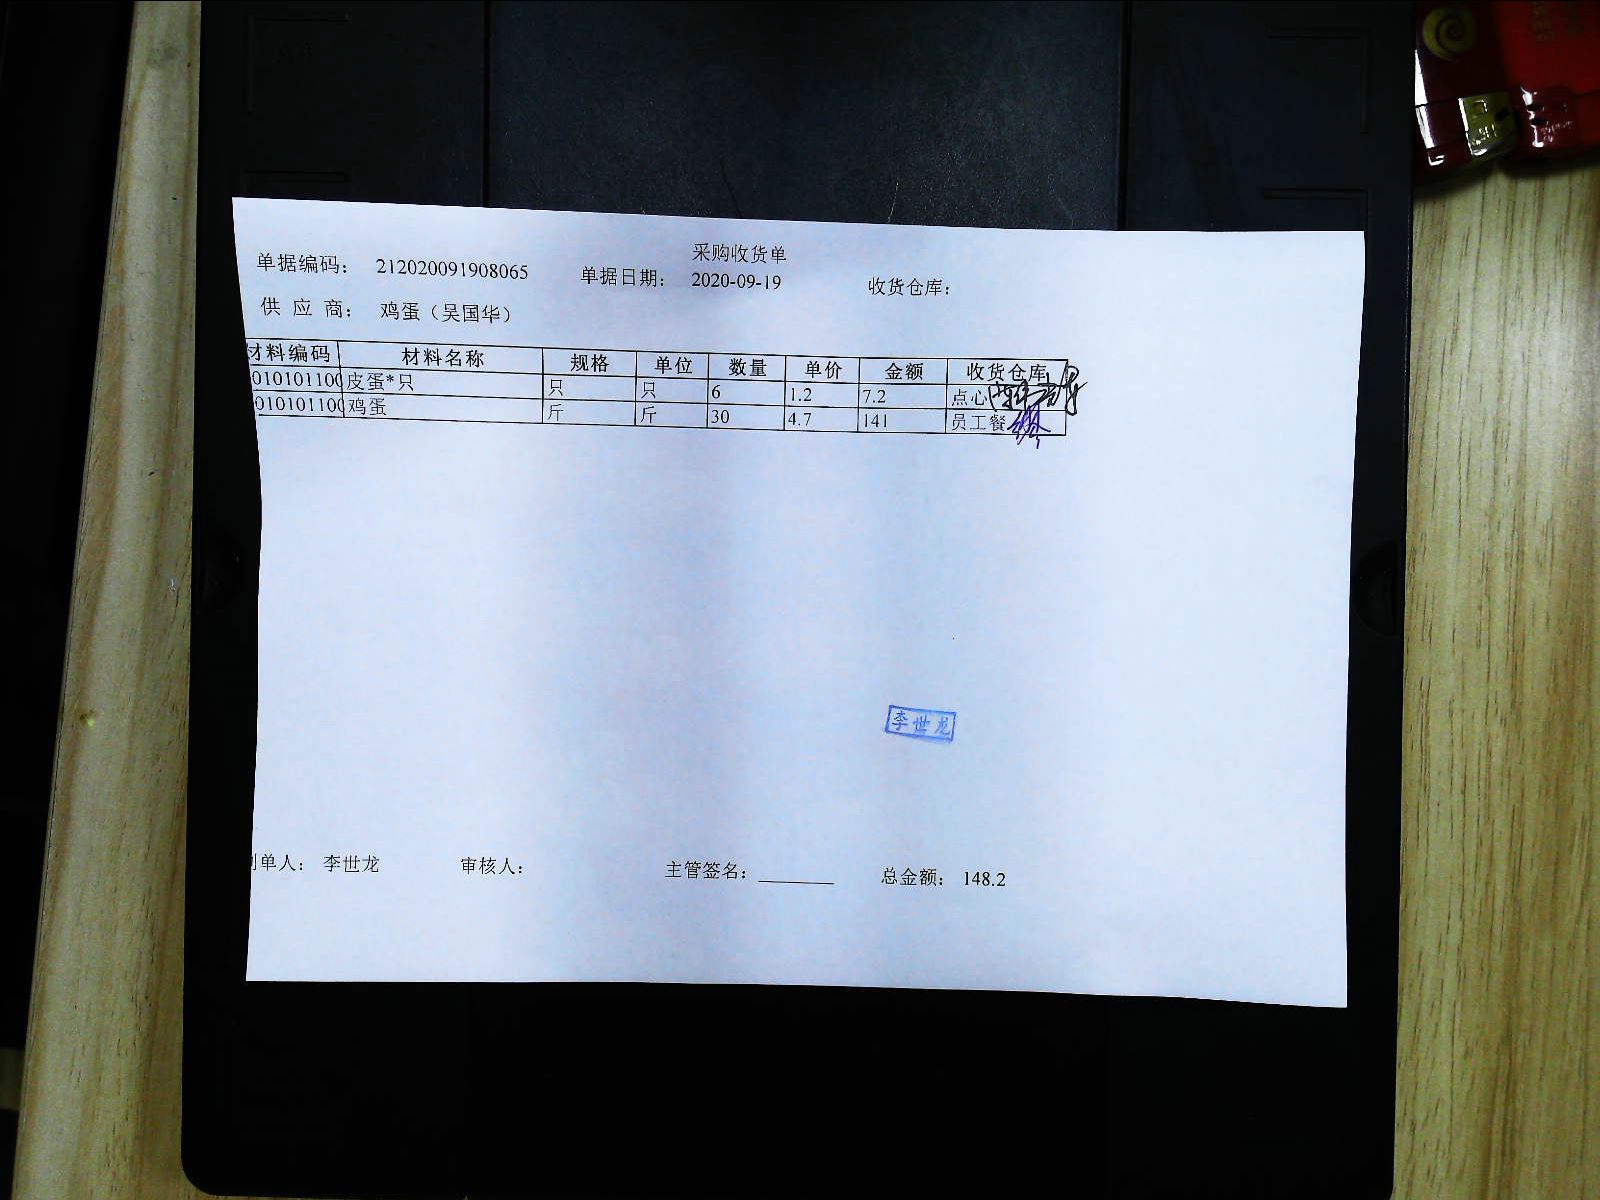 采购收货单
单据编码： 212020091908065 单据日期： 2020-09-19 收货仓库：
供 应 商： 鸡蛋（吴国华）
材料编码 材料名称 规格 单位 数量 单价 金额 收货仓库
010101100 皮蛋*只 只 只 6 1.2 7.2 点心
010101100 鸡蛋 斤 斤 30 4.7 141 员工餐
李世龙
单人： 李世龙 审核人： 主管签名： 总金额： 148.2